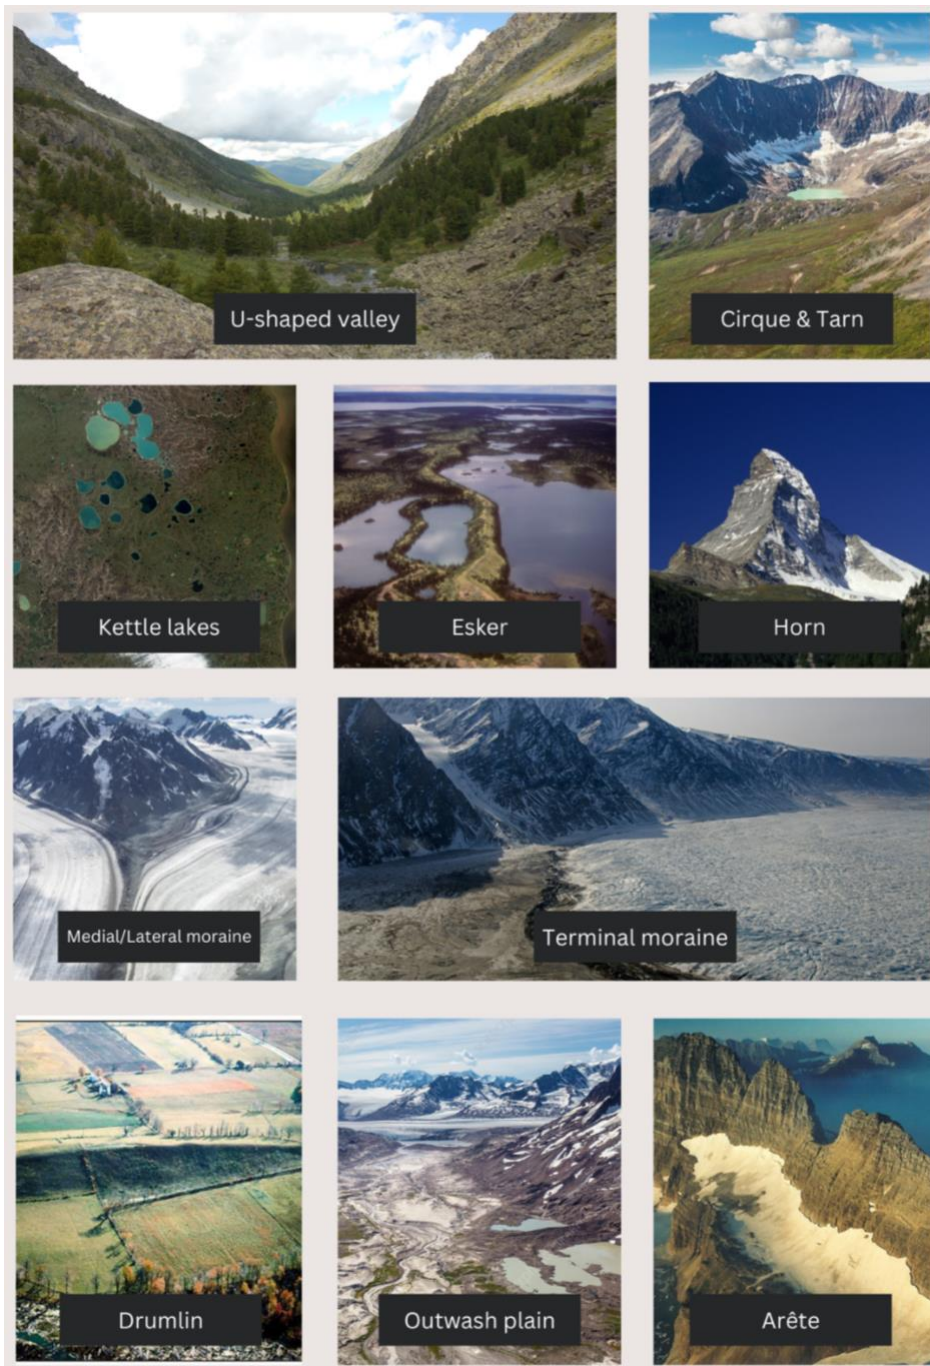 U-shaped valley
Cirque & Tarn
Kettle lakes
Esker
Horn
Medial/Lateral moraine
Terminal moraine
Drumlin
Outwash plain
Arête